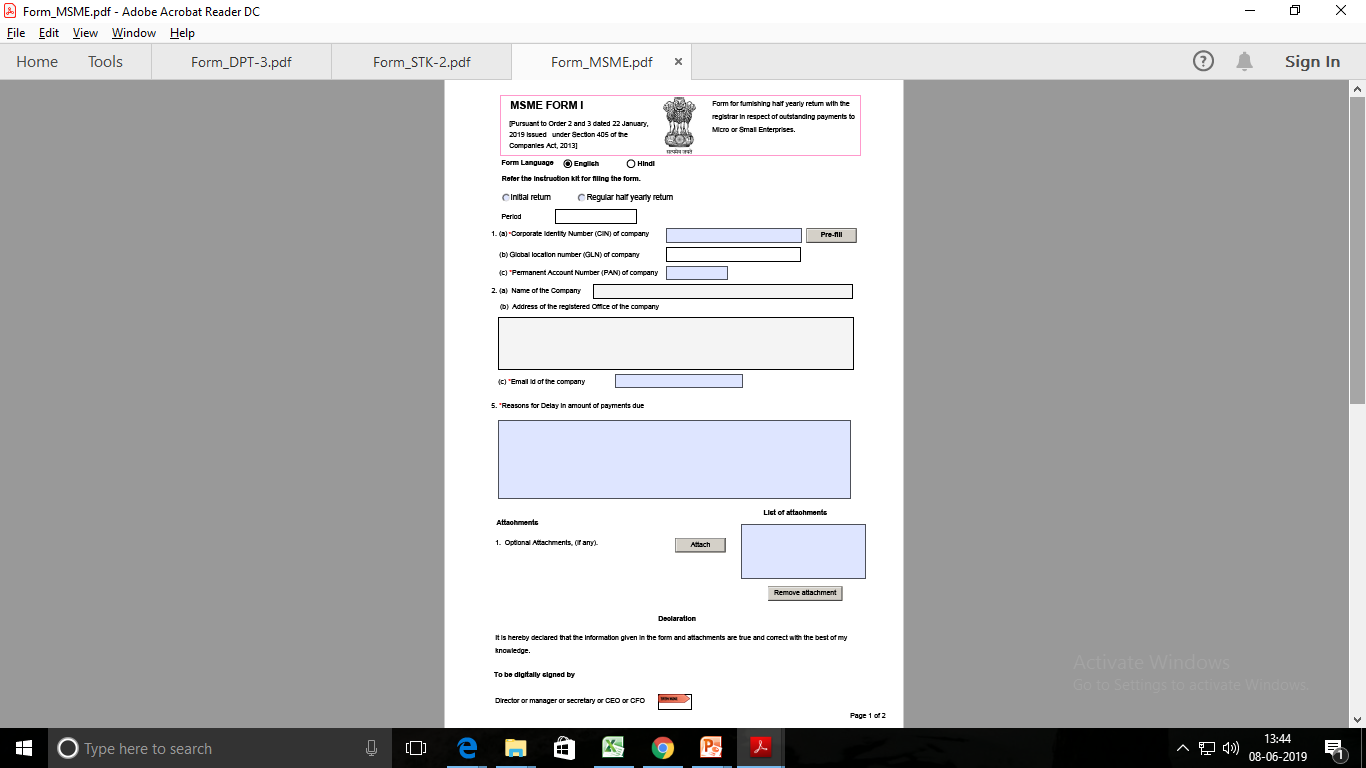 Form_MSME.pdf - Adobe Acrobat Reader DC
File Edit View Window Help
Home Tools Form_DPT-3.pdf Form_STK-2.pdf Form_MSME.pdf × ? Sign In
MSME FORM I
[Pursuant to Order 2 and 3 dated 22 January,
2019 issued under Section 405 of the
Companies Act, 2013]
सत्यमेव जयते
Form for furnishing half yearly return with the
registrar in respect of outstanding payments to
Micro or Small Enterprises.
Form Language English Hindi
Refer the instruction kit for filing the form.
Initial return Regular half yearly return
Period
1. (a) *Corporate Identity Number (CIN) of company Pre-fill
(b) Global location number (GLN) of company
(c) *Permanent Account Number (PAN) of company
2. (a) Name of the Company
(b) Address of the registered Office of the company
(c) *Email id of the company
5. *Reasons for Delay in amount of payments due
List of attachments
Attachments
1. Optional Attachments, (if any). Attach
Remove attachment
Declaration
It is hereby declared that the information given in the form and attachments are true and correct with the best of my
knowledge.
To be digitally signed by
Director or manager or secretary or CEO or CFO
Page 1 of 2
Activate Windows
Go to Settings to activate Windows.
Type here to search
13:44
08-06-2019
1